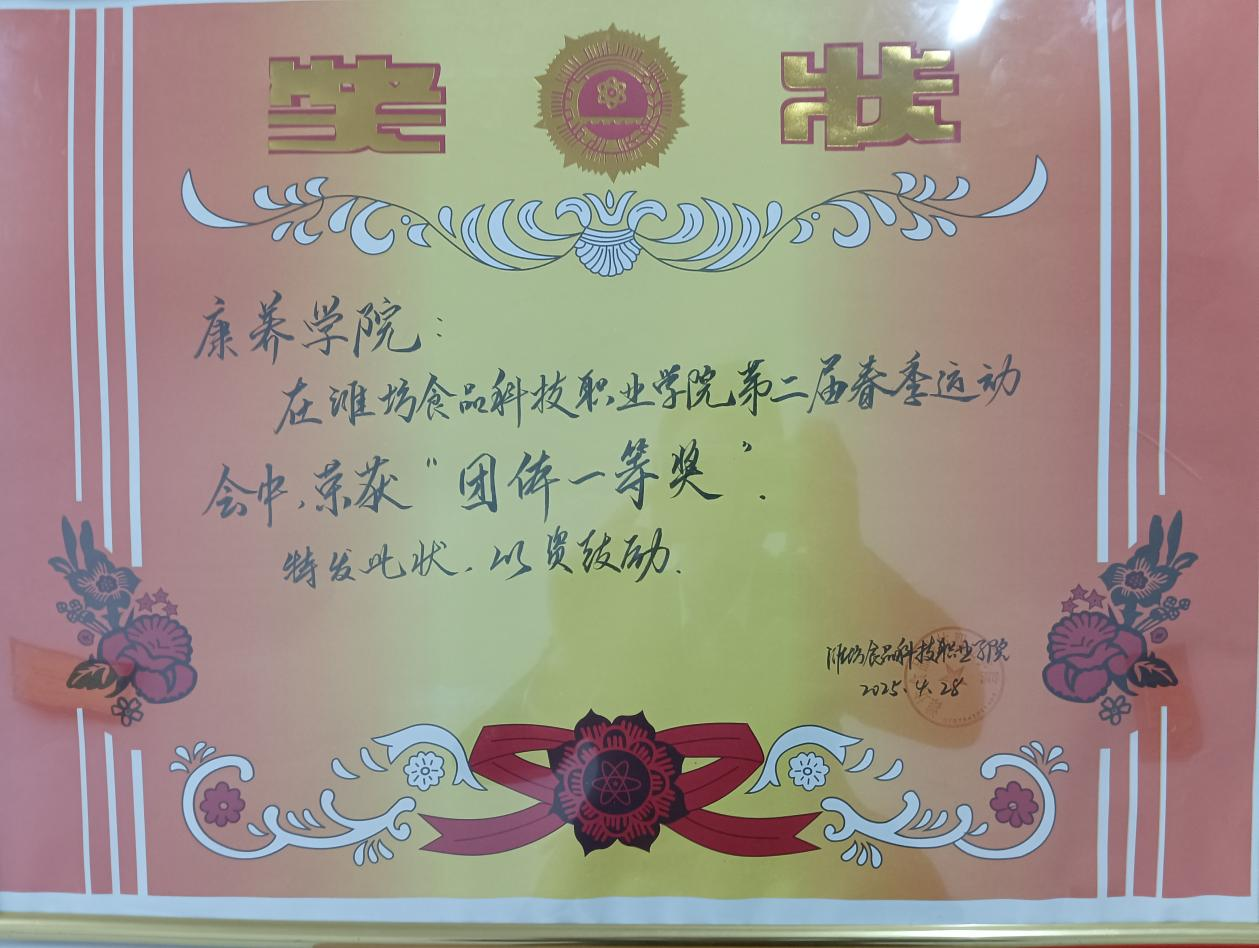 奖状
康养学院：
在潍坊食品科技职业学院第二届春季运动
会中，荣获“团体一等奖”.
特发此状，以资鼓励.
潍坊食品科技职业学院
2025.4.28